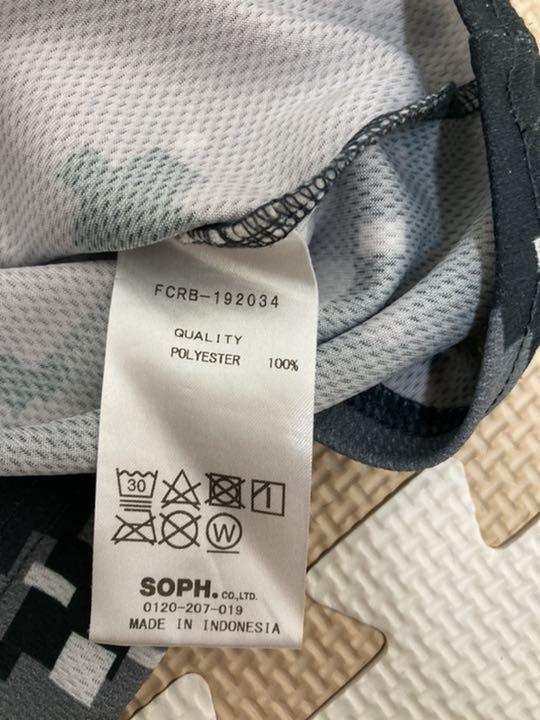 FCRB-192034
QUALITY
POLYESTER 100%
30
W
SOPH. CO.,LTD.
0120-207-019
MADE IN INDONESIA